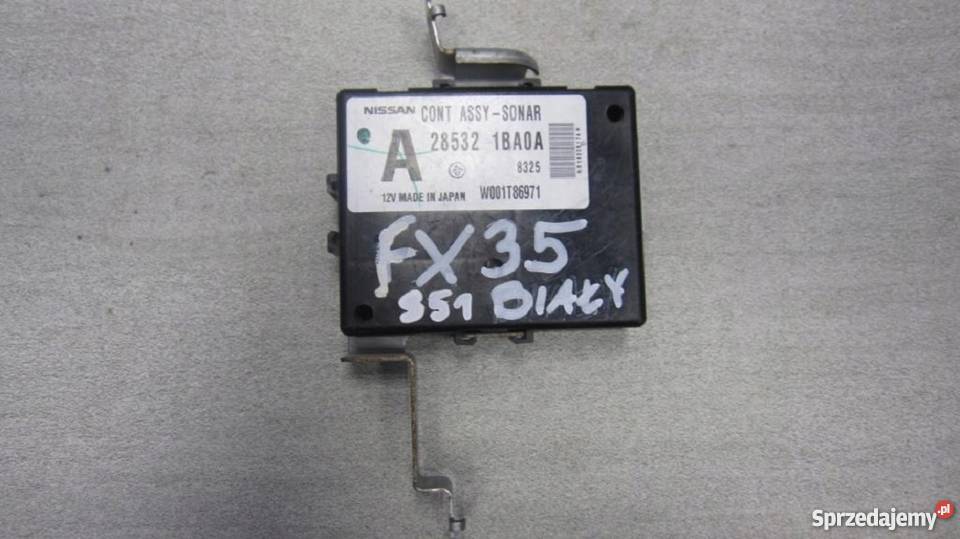 NISSAN CONT ASSY-SONAR
A 28532 1BA0A
8325
12V MADE IN JAPAN W001T86971
FX35
S51 BIAŁY
Sprzedajemy.pl